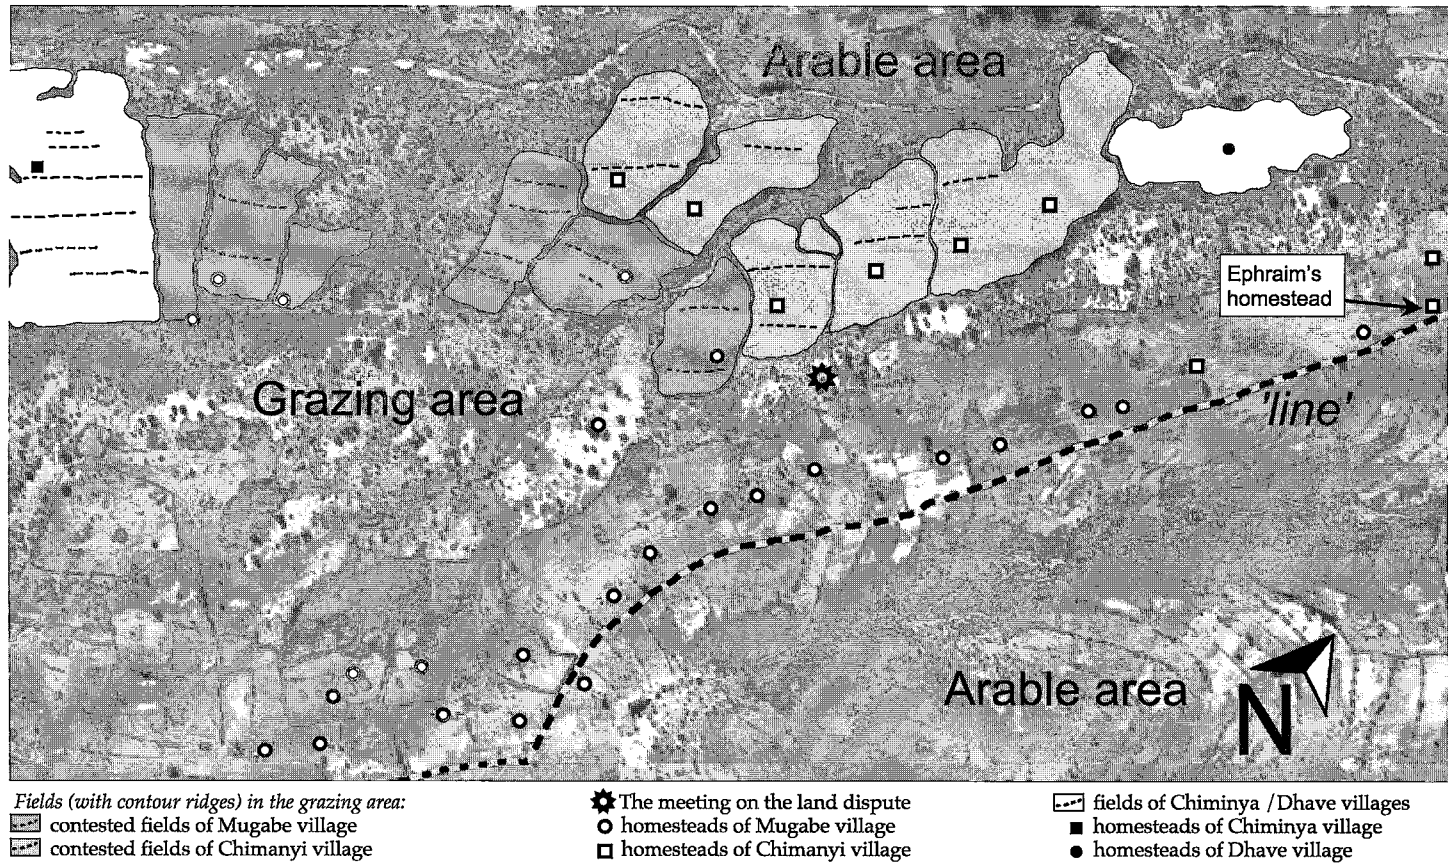 Arable area
Ephraim's
homestead
Grazing area
'line'
Arable area
N
Fields (with contour ridges) in the grazing area:
contested fields of Mugabe village
contested fields of Chimanyi village
The meeting on the land dispute
homesteads of Mugabe village
homesteads of Chimanyi village
fields of Chiminya /Dhave villages
homesteads of Chiminya village
homesteads of Dhave village